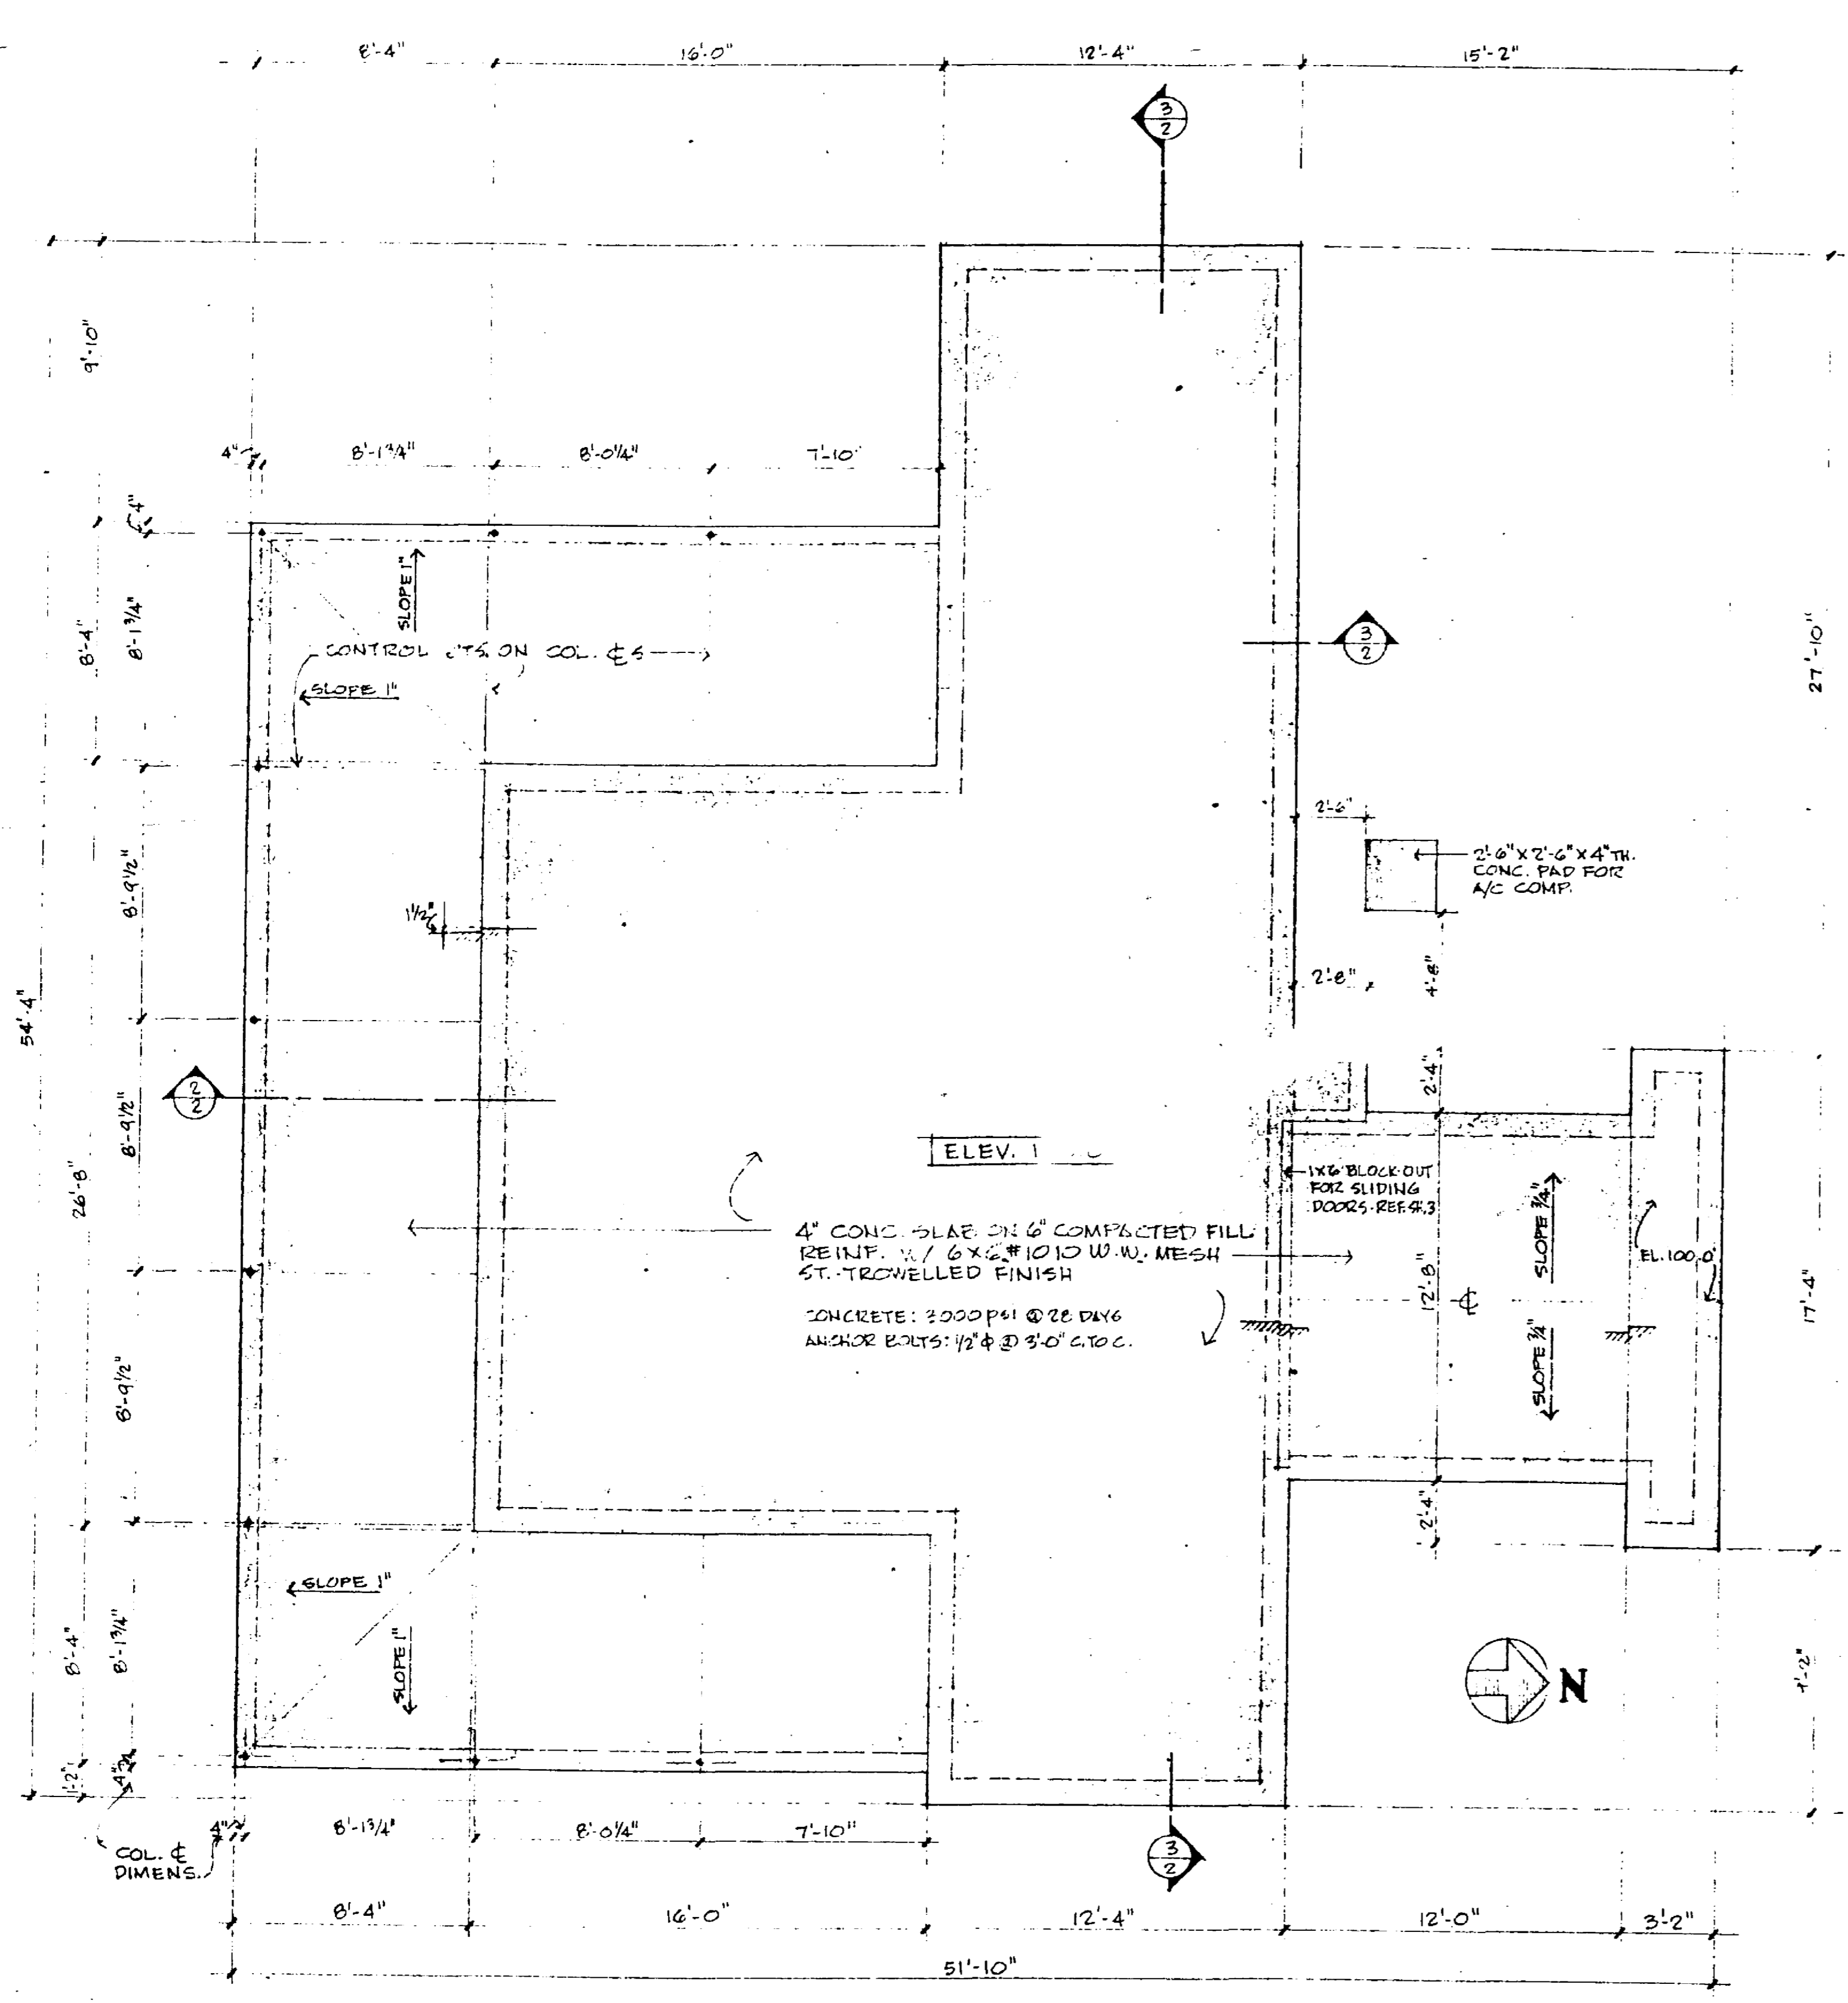 8'-4" 16'-0" 12'-4" 15'-2"
3
2
9'-10"
4" 8'-1 3/4" 8'-0 1/4" 7'-10"
4"
SLOPE 1"
8'-4"
8'-1 3/4"
CONTROL JTS. ON COL. ℄S
SLOPE 1"
3
2
27'-10"
2'-6"
2'-6" X 2'-6" X 4" TH.
CONC. PAD FOR
A/C COMP.
8'-9 1/2"
1 1/2"
2'-8"
4'-8"
54'-4"
2
2
8'-9 1/2"
2'-4"
26'-8"
ELEV. 1
1X6 BLOCK-OUT
FOR SLIDING
DOORS-REF. SH. 3
SLOPE 3/4"
4" CONC. SLAB ON 6" COMPACTED FILL
REINF. W/ 6X6 #1010 W.W. MESH
ST. TROWELLED FINISH
EL. 100.0
12'-8"
℄
17'-4"
CONCRETE: 3000 PSI @ 28 DAYS
ANCHOR BOLTS: 1/2" Φ @ 3'-0" C. TO C.
SLOPE 3/4"
8'-9 1/2"
2'-4"
SLOPE 1"
8'-4"
8'-1 3/4"
SLOPE 1"
N
1'-2"
4"
COL. ℄
DIMENS.
4" 8'-1 3/4" 8'-0 1/4" 7'-10"
3
2
8'-4" 16'-0" 12'-4" 12'-0" 3'-2"
51'-10"